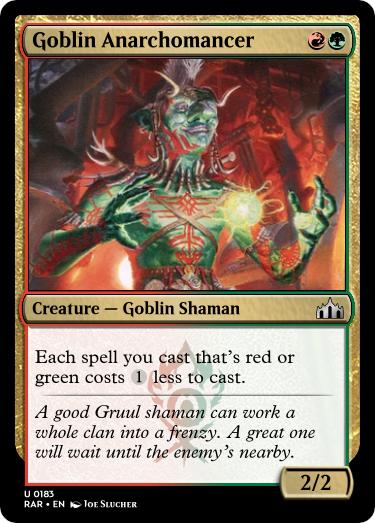 Goblin Anarchomancer
Creature — Goblin Shaman
Each spell you cast that's red or
green costs 1 less to cast.
A good Gruul shaman can work a
whole clan into a frenzy. A great one
will wait until the enemy's nearby.
2/2
U 0183
RAR • EN Joe Slucher